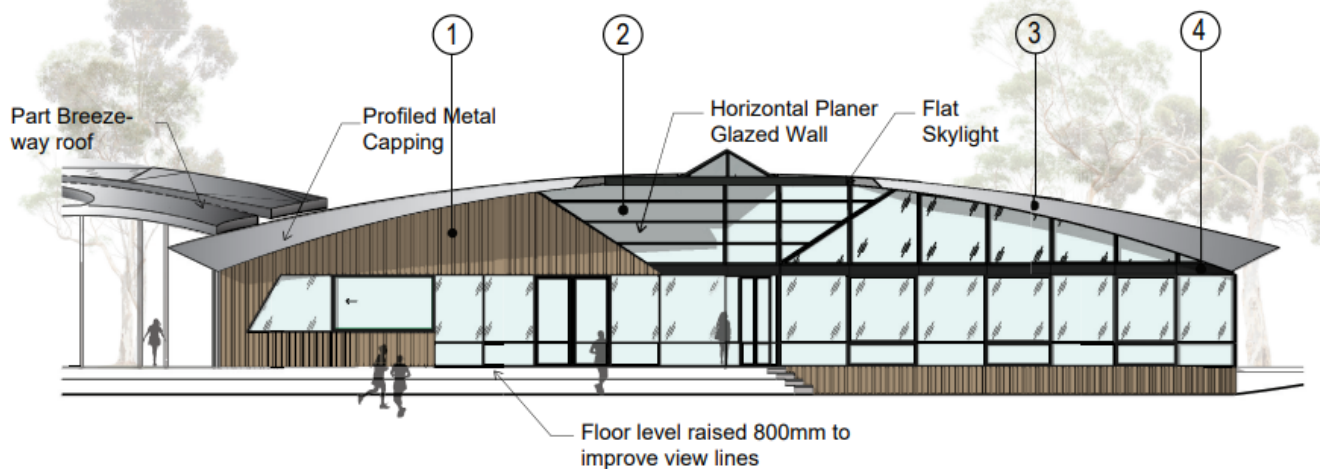 1
2
3
4
Part Breeze-
way roof
Profiled Metal
Capping
Horizontal Planer
Glazed Wall
Flat
Skylight
Floor level raised 800mm to
improve view lines